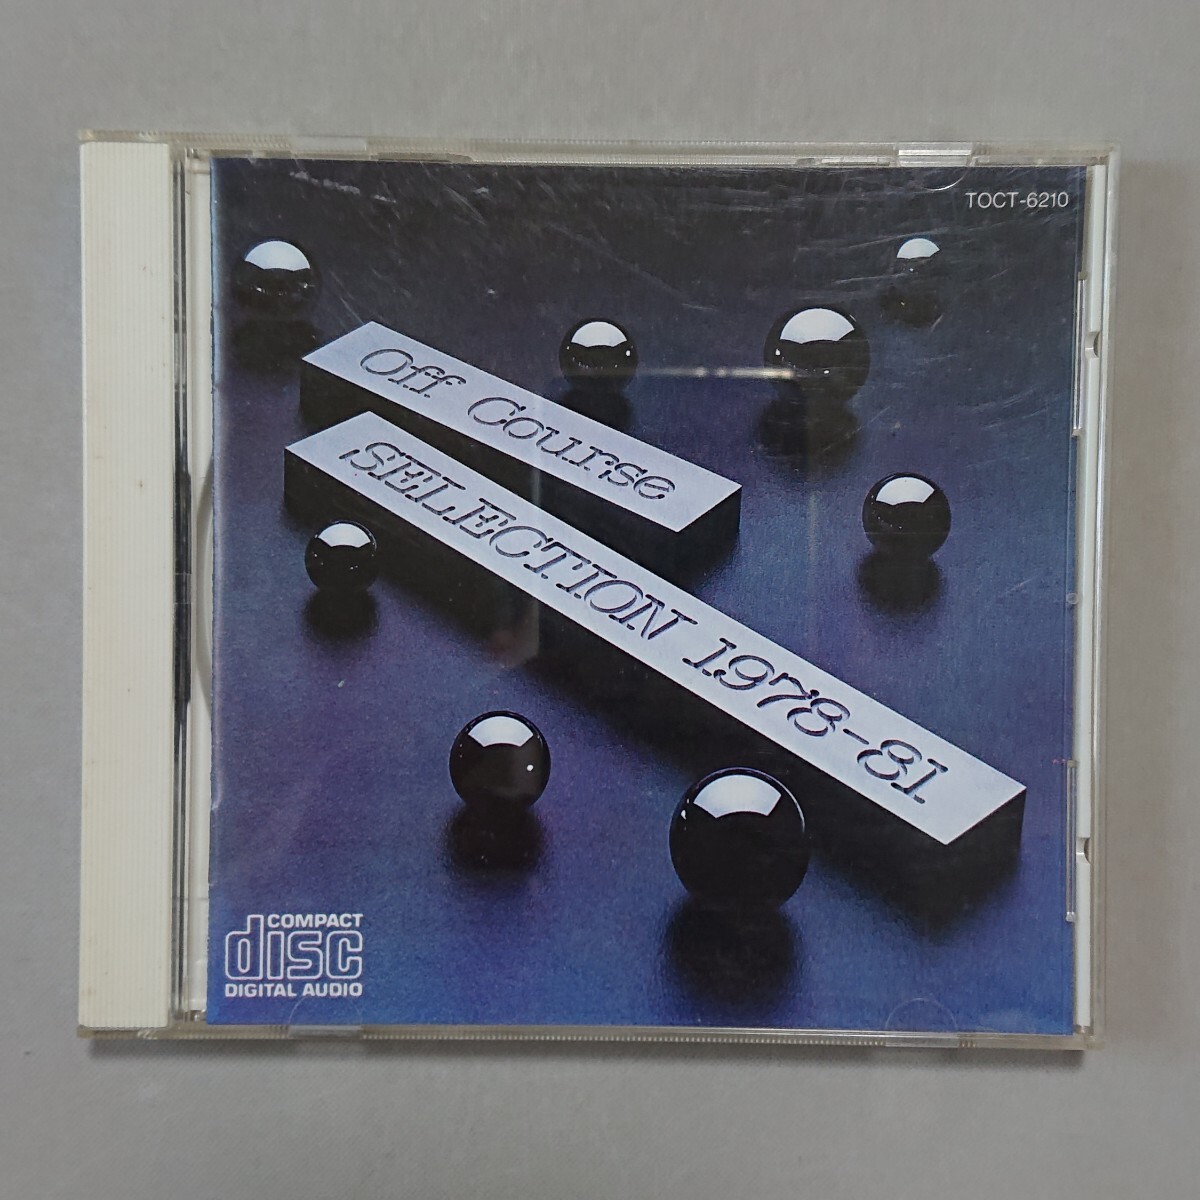 TOCT-6210
Off Course
SELECTION 1978-81
COMPACT
disc
DIGITAL AUDIO